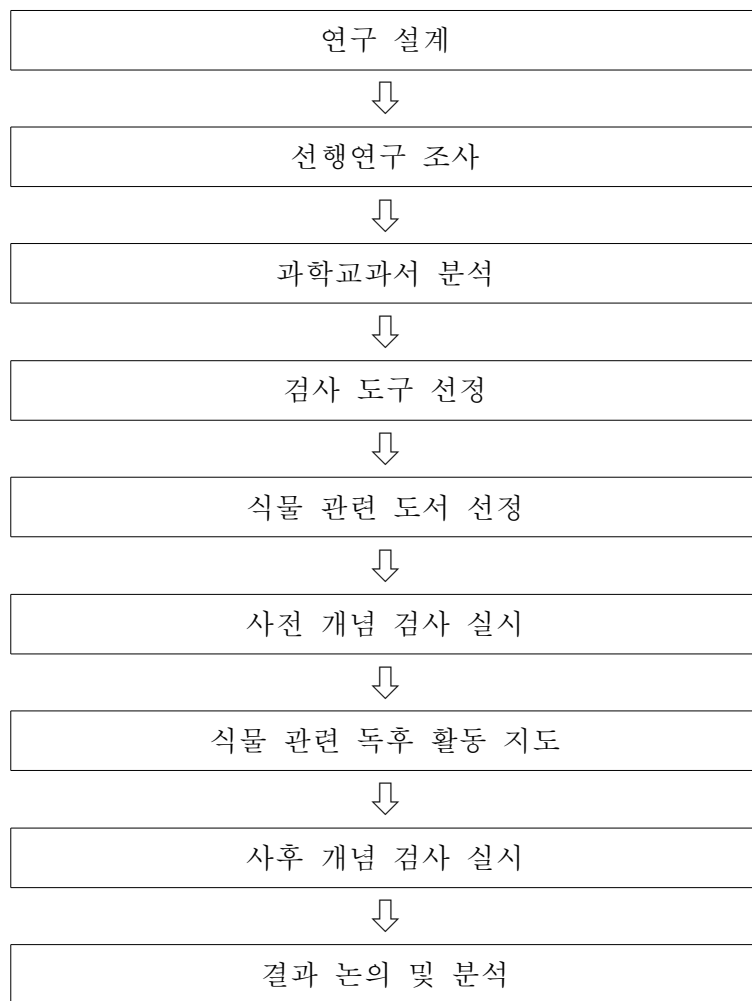 연구 설계
선행연구 조사
과학교과서 분석
검사 도구 선정
식물 관련 도서 선정
사전 개념 검사 실시
식물 관련 독후 활동 지도
사후 개념 검사 실시
결과 논의 및 분석